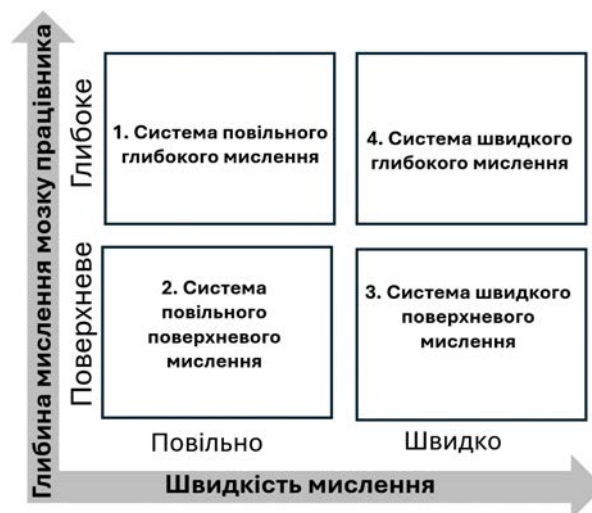 Глибина мислення мозку працівника
Глибоке
1. Система повільного
глибокого мислення
4. Система швидкого
глибокого мислення
Поверхневе
2. Система
повільного
поверхневого
мислення
3. Система швидкого
поверхневого
мислення
Повільно
Швидко
Швидкість мислення